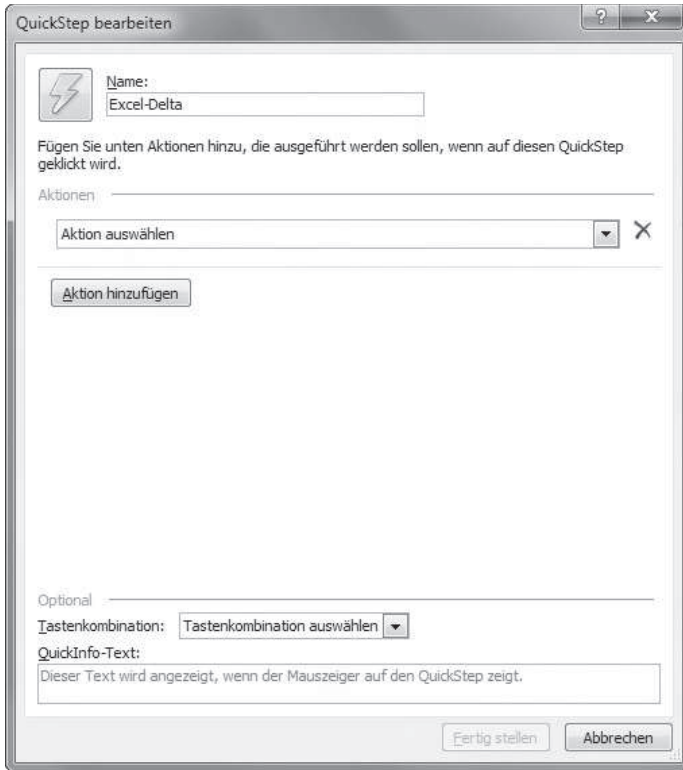 QuickStep bearbeiten
?
X
Name:
Excel-Delta
Fügen Sie unten Aktionen hinzu, die ausgeführt werden sollen, wenn auf diesen QuickStep
geklickt wird.
Aktionen
Aktion auswählen
Aktion hinzufügen
Optional
Tastenkombination: Tastenkombination auswählen
QuickInfo-Text:
Dieser Text wird angezeigt, wenn der Mauszeiger auf den QuickStep zeigt.
Fertig stellen Abbrechen